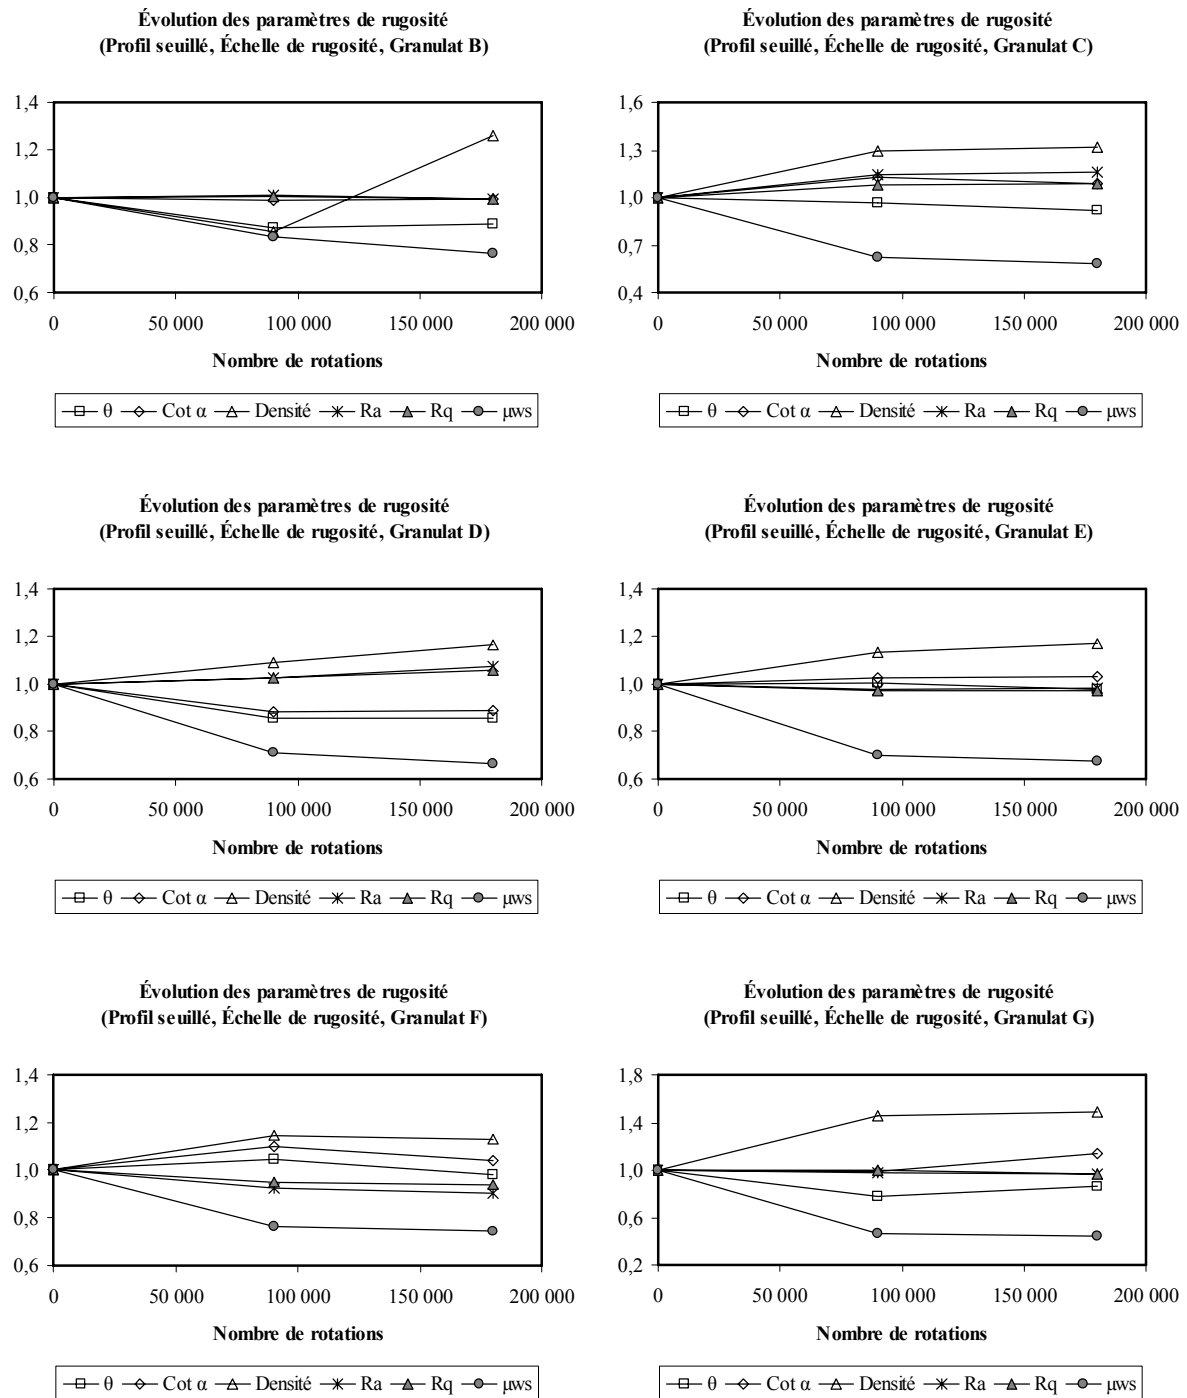 Évolution des paramètres de rugosité
(Profil seuillé, Échelle de rugosité, Granulat B)
1,4
1,2
1,0
0,8
0,6
0 50 000 100 000 150 000 200 000
Nombre de rotations
θ Cot α Densité Ra Rq μws
Évolution des paramètres de rugosité
(Profil seuillé, Échelle de rugosité, Granulat C)
1,6
1,3
1,0
0,7
0,4
0 50 000 100 000 150 000 200 000
Nombre de rotations
θ Cot α Densité Ra Rq μws
Évolution des paramètres de rugosité
(Profil seuillé, Échelle de rugosité, Granulat D)
1,4
1,2
1,0
0,8
0,6
0 50 000 100 000 150 000 200 000
Nombre de rotations
θ Cot α Densité Ra Rq μws
Évolution des paramètres de rugosité
(Profil seuillé, Échelle de rugosité, Granulat E)
1,4
1,2
1,0
0,8
0,6
0 50 000 100 000 150 000 200 000
Nombre de rotations
θ Cot α Densité Ra Rq μws
Évolution des paramètres de rugosité
(Profil seuillé, Échelle de rugosité, Granulat F)
1,4
1,2
1,0
0,8
0,6
0 50 000 100 000 150 000 200 000
Nombre de rotations
θ Cot α Densité Ra Rq μws
Évolution des paramètres de rugosité
(Profil seuillé, Échelle de rugosité, Granulat G)
1,8
1,4
1,0
0,6
0,2
0 50 000 100 000 150 000 200 000
Nombre de rotations
θ Cot α Densité Ra Rq μws